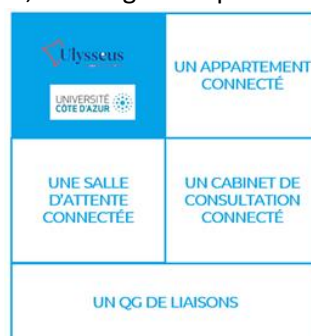 Ulysseus
UNIVERSITÉ
CÔTE D'AZUR
UN APPARTEMENT
CONNECTÉ
UNE SALLE
D'ATTENTE
CONNECTÉE
UN CABINET DE
CONSULTATION
CONNECTÉ
UN QG DE LIAISONS